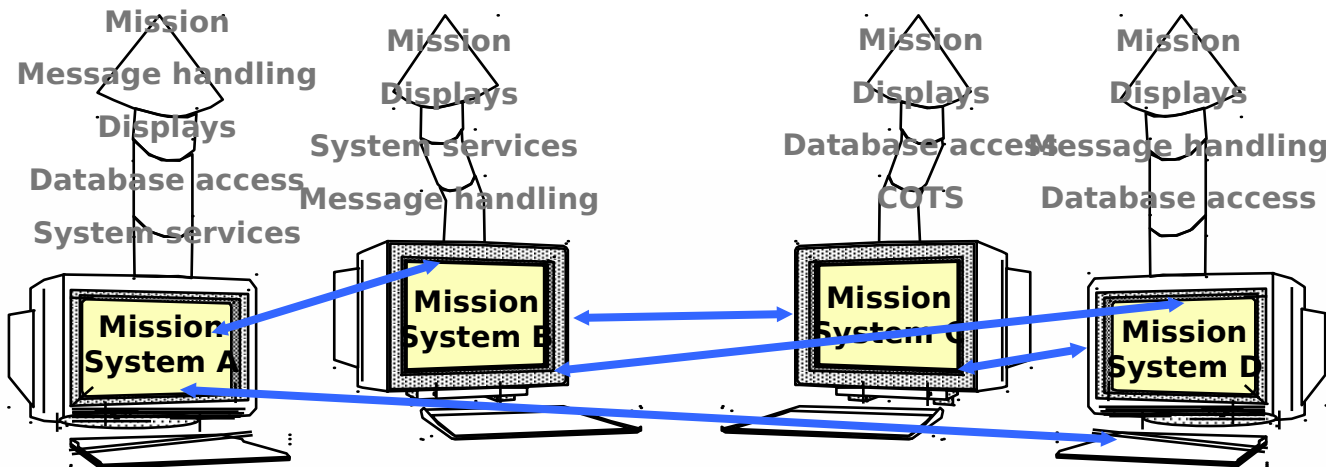 Mission
Message handling
Displays
Database access
System services
Mission
System A
Mission
Displays
System services
Message handling
Mission
System B
Mission
Displays
Database access
COTS
Mission
System C
Mission
Displays
Message handling
Database access
Mission
System D